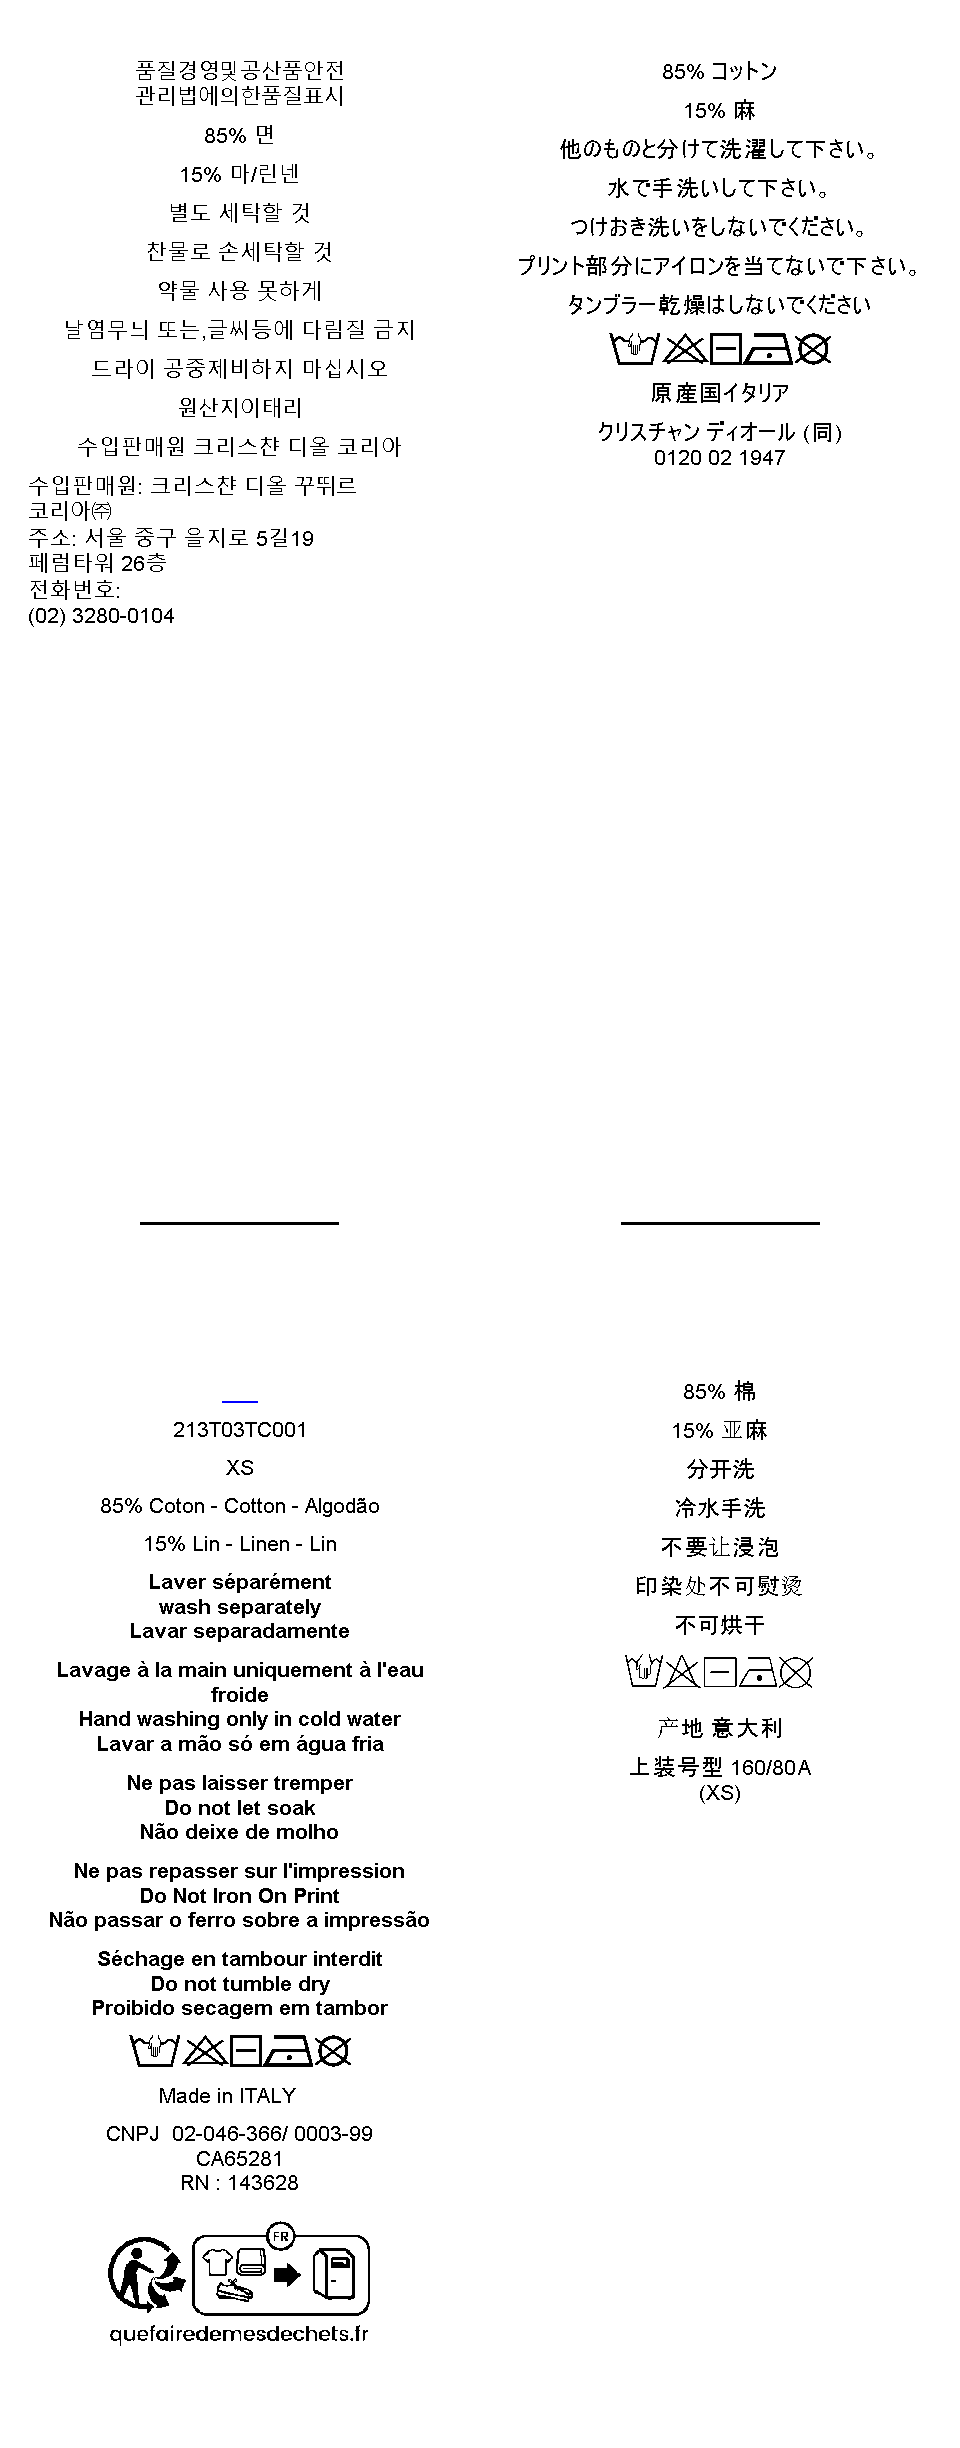 품질경영및공산품안전
관리법에의한품질표시
85% 면
15% 마/린넨
별도 세탁할 것
찬물로 손세탁할 것
약물 사용 못하게
날염무늬 또는,글씨등에 다림질 금지
드라이 공중제비하지 마십시오
원산지이태리
수입판매원 크리스챤 디올 코리아
수입판매원: 크리스챤 디올 꾸뛰르
코리아㈜
주소: 서울 중구 을지로 5길19
페럼타워 26층
전화번호:
(02) 3280-0104
85% コットン
15% 麻
他のものと分けて洗濯して下さい。
水で手洗いして下さい。
つけおき洗いをしないでください。
プリント部分にアイロンを当てないで下さい。
タンブラー乾燥はしないでください
原産国イタリア
クリスチャン ディオール (同)
0120 02 1947
213T03TC001
XS
85% Coton - Cotton - Algodão
15% Lin - Linen - Lin
Laver séparément
wash separately
Lavar separadamente
Lavage à la main uniquement à l'eau
froide
Hand washing only in cold water
Lavar a mão só em água fria
Ne pas laisser tremper
Do not let soak
Não deixe de molho
Ne pas repasser sur l'impression
Do Not Iron On Print
Não passar o ferro sobre a impressão
Séchage en tambour interdit
Do not tumble dry
Proibido secagem em tambor
Made in ITALY
CNPJ  02-046-366/ 0003-99
CA65281
RN : 143628
FR
quefairedemesdechets.fr
85% 棉
15% 亚麻
分开洗
冷水手洗
不要让浸泡
印染处不可熨烫
不可烘干
产地 意大利
上装号型 160/80A
(XS)